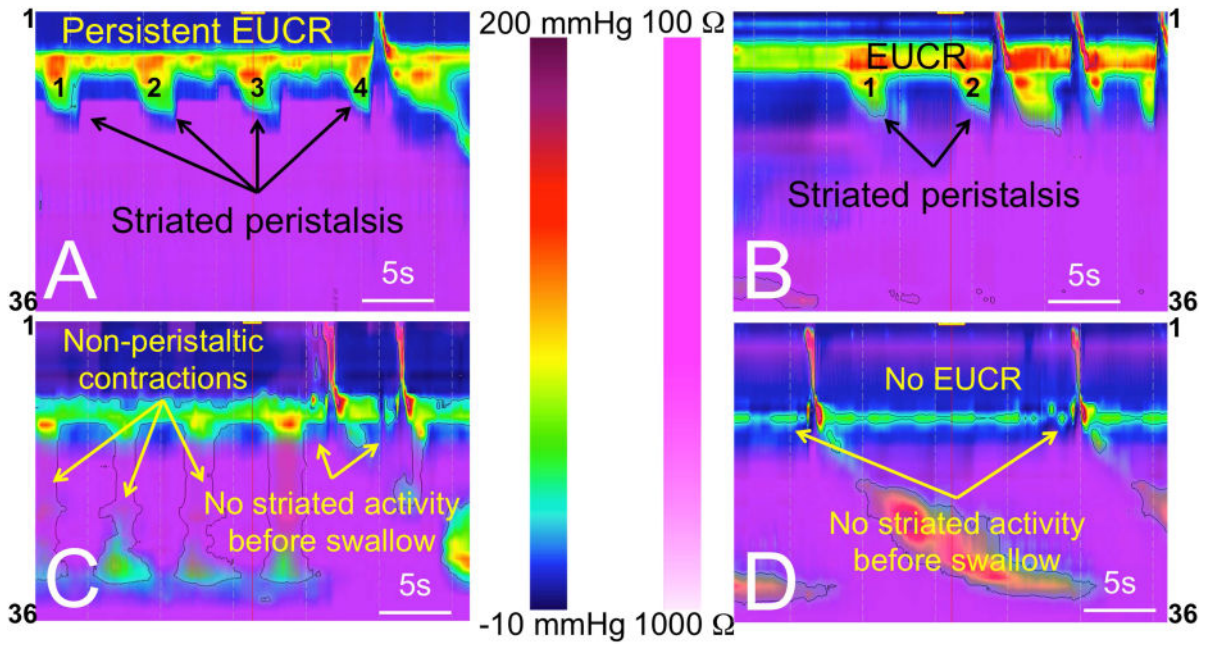 1
Persistent EUCR
1 2 3 4
Striated peristalsis
A
5s
36
200 mmHg
100 Ω
-10 mmHg
1000 Ω
1
EUCR
1 2
Striated peristalsis
B
5s
36
1
Non-peristaltic
contractions
No striated activity
before swallow
C
5s
36
1
No EUCR
No striated activity
before swallow
D
5s
36